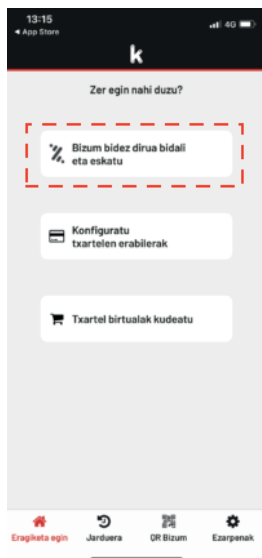 13:15
4G
◀ App Store
k
Zer egin nahi duzu?
Bizum bidez dirua bidali
eta eskatu
Konfiguratu
txartelen erabilerak
Txartel birtualak kudeatu
Eragiketa egin
Jarduera
QR Bizum
Ezarpenak